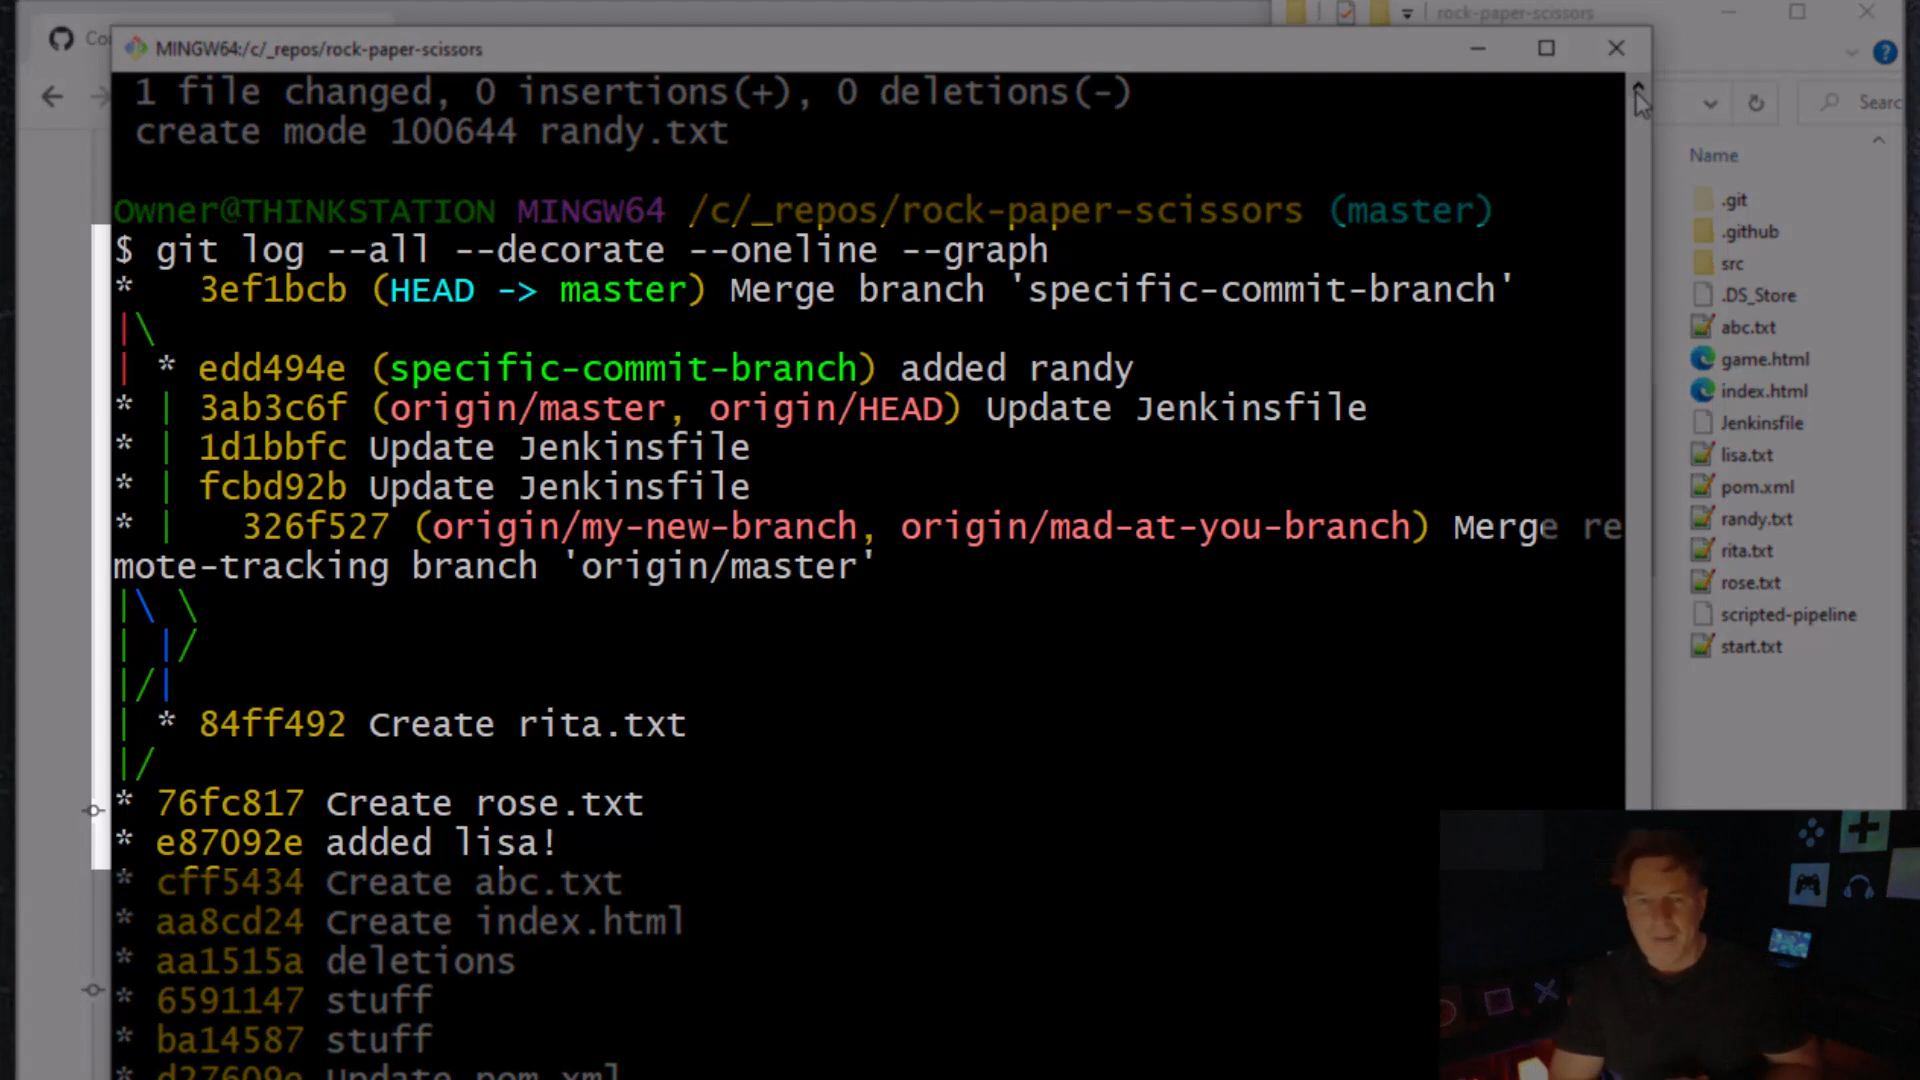 Co
rock-paper-scissors
MINGW64:/c/_repos/rock-paper-scissors
1 file changed, 0 insertions(+), 0 deletions(-)
create mode 100644 randy.txt
Owner@THINKSTATION MINGW64 /c/_repos/rock-paper-scissors (master)
$ git log --all --decorate --oneline --graph
* 3ef1bcb (HEAD -> master) Merge branch 'specific-commit-branch'
|\
| * edd494e (specific-commit-branch) added randy
* | 3ab3c6f (origin/master, origin/HEAD) Update Jenkinsfile
* | 1d1bbfc Update Jenkinsfile
* | fcbd92b Update Jenkinsfile
* | 326f527 (origin/my-new-branch, origin/mad-at-you-branch) Merge re
mote-tracking branch 'origin/master'
|\ \
| |/
|/|
| * 84ff492 Create rita.txt
|/
* 76fc817 Create rose.txt
* e87092e added lisa!
* cff5434 Create abc.txt
* aa8cd24 Create index.html
* aa1515a deletions
* 6591147 stuff
* ba14587 stuff
* d27609e Update pom.xml
Searc
Name
.git
.github
src
.DS_Store
abc.txt
game.html
index.html
Jenkinsfile
lisa.txt
pom.xml
randy.txt
rita.txt
rose.txt
scripted-pipeline
start.txt